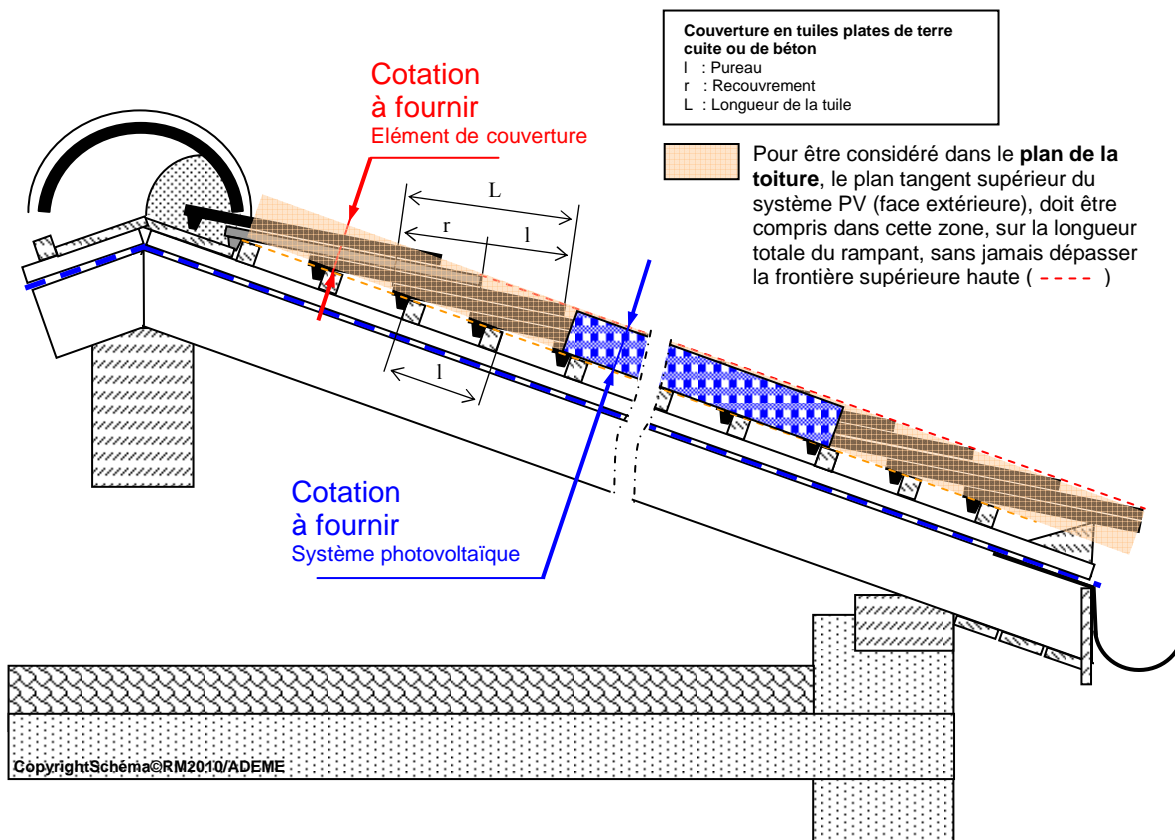 Couverture en tuiles plates de terre
cuite ou de béton
l : Pureau
r : Recouvrement
L : Longueur de la tuile
Cotation
à fournir
Elément de couverture
Pour être considéré dans le plan de la
toiture, le plan tangent supérieur du
système PV (face extérieure), doit être
compris dans cette zone, sur la longueur
totale du rampant, sans jamais dépasser
la frontière supérieure haute ( ---- )
L
r
l
l
Cotation
à fournir
Système photovoltaïque
CopyrightSchéma©RM2010/ADEME